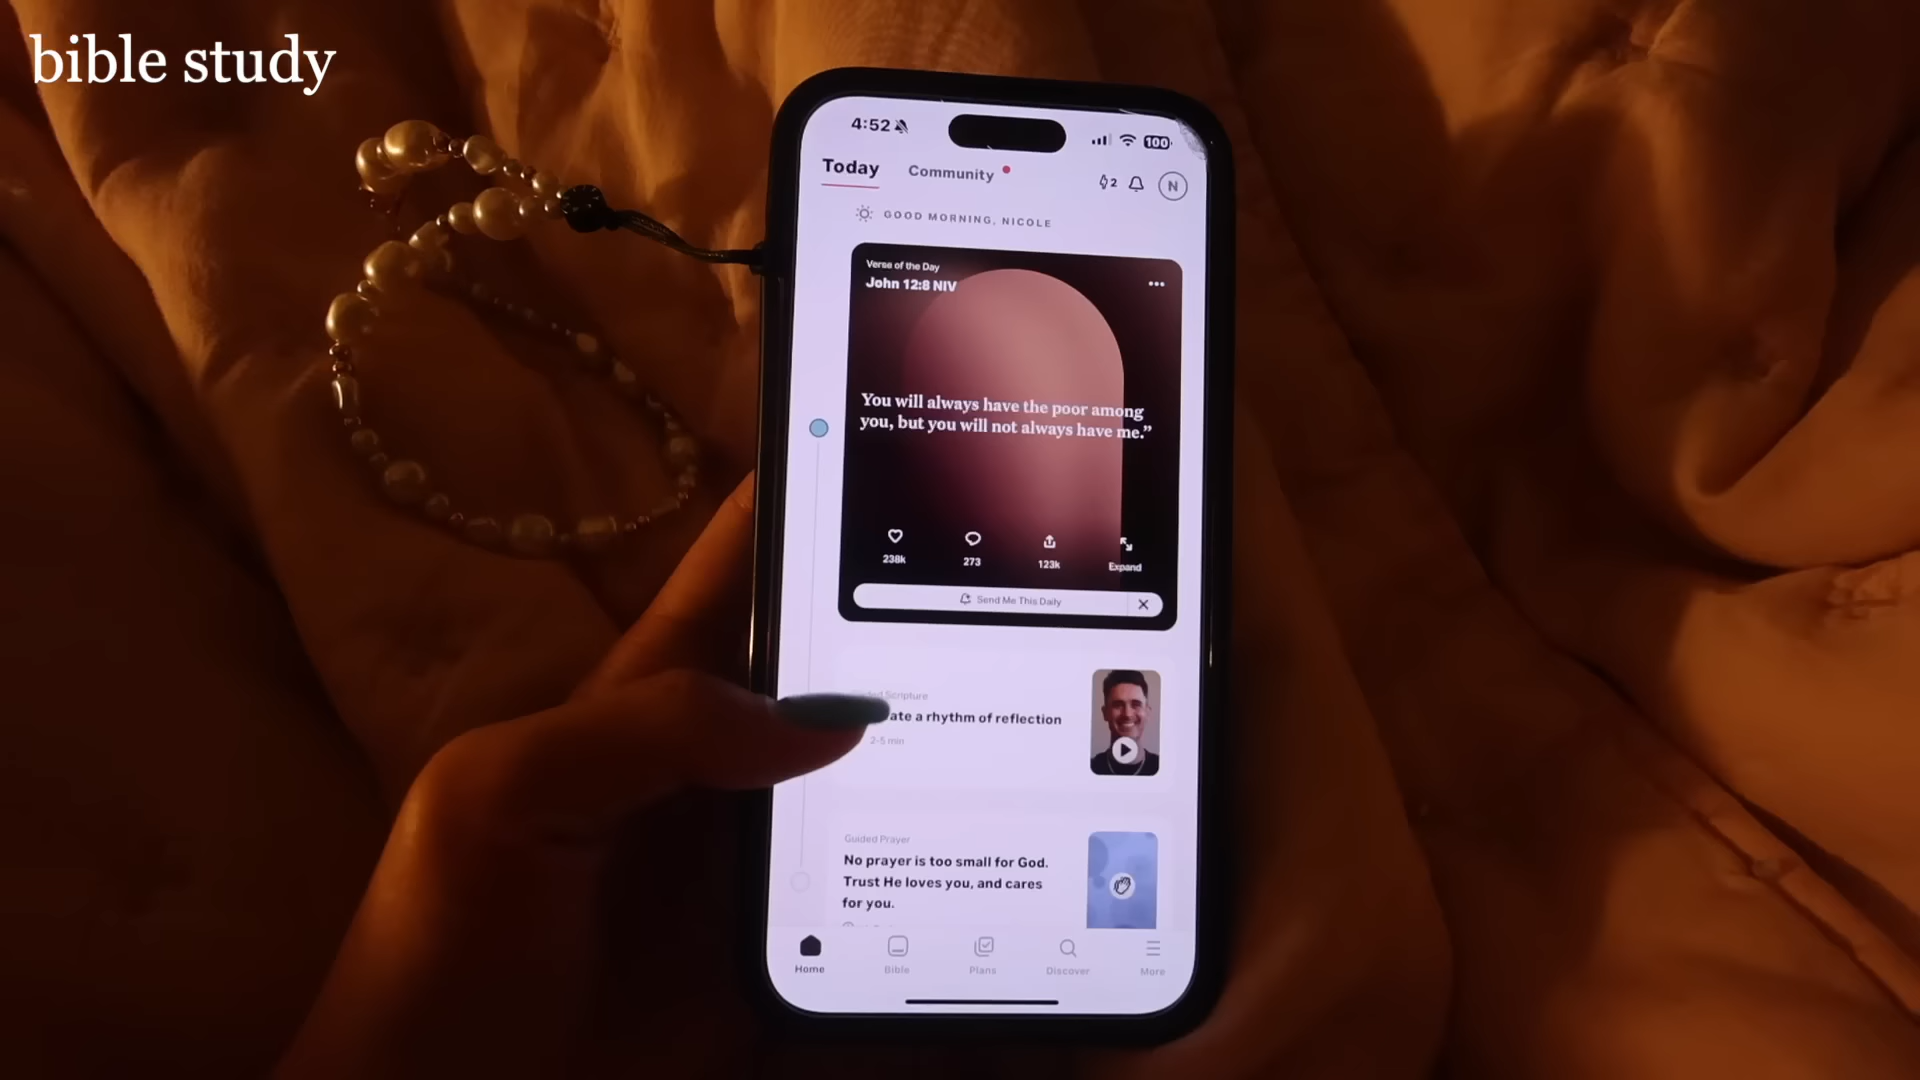 bible study
4:52
100
Today
Community
2
N
GOOD MORNING, NICOLE
Verse of the Day
John 12:8 NIV
You will always have the poor among
you, but you will not always have me.”
238k
273
123k
Expand
Send Me This Daily
Scripture
a rhythm of reflection
2-5 min
Guided Prayer
No prayer is too small for God.
Trust He loves you, and cares
for you.
Home
Bible
Plans
Discover
More